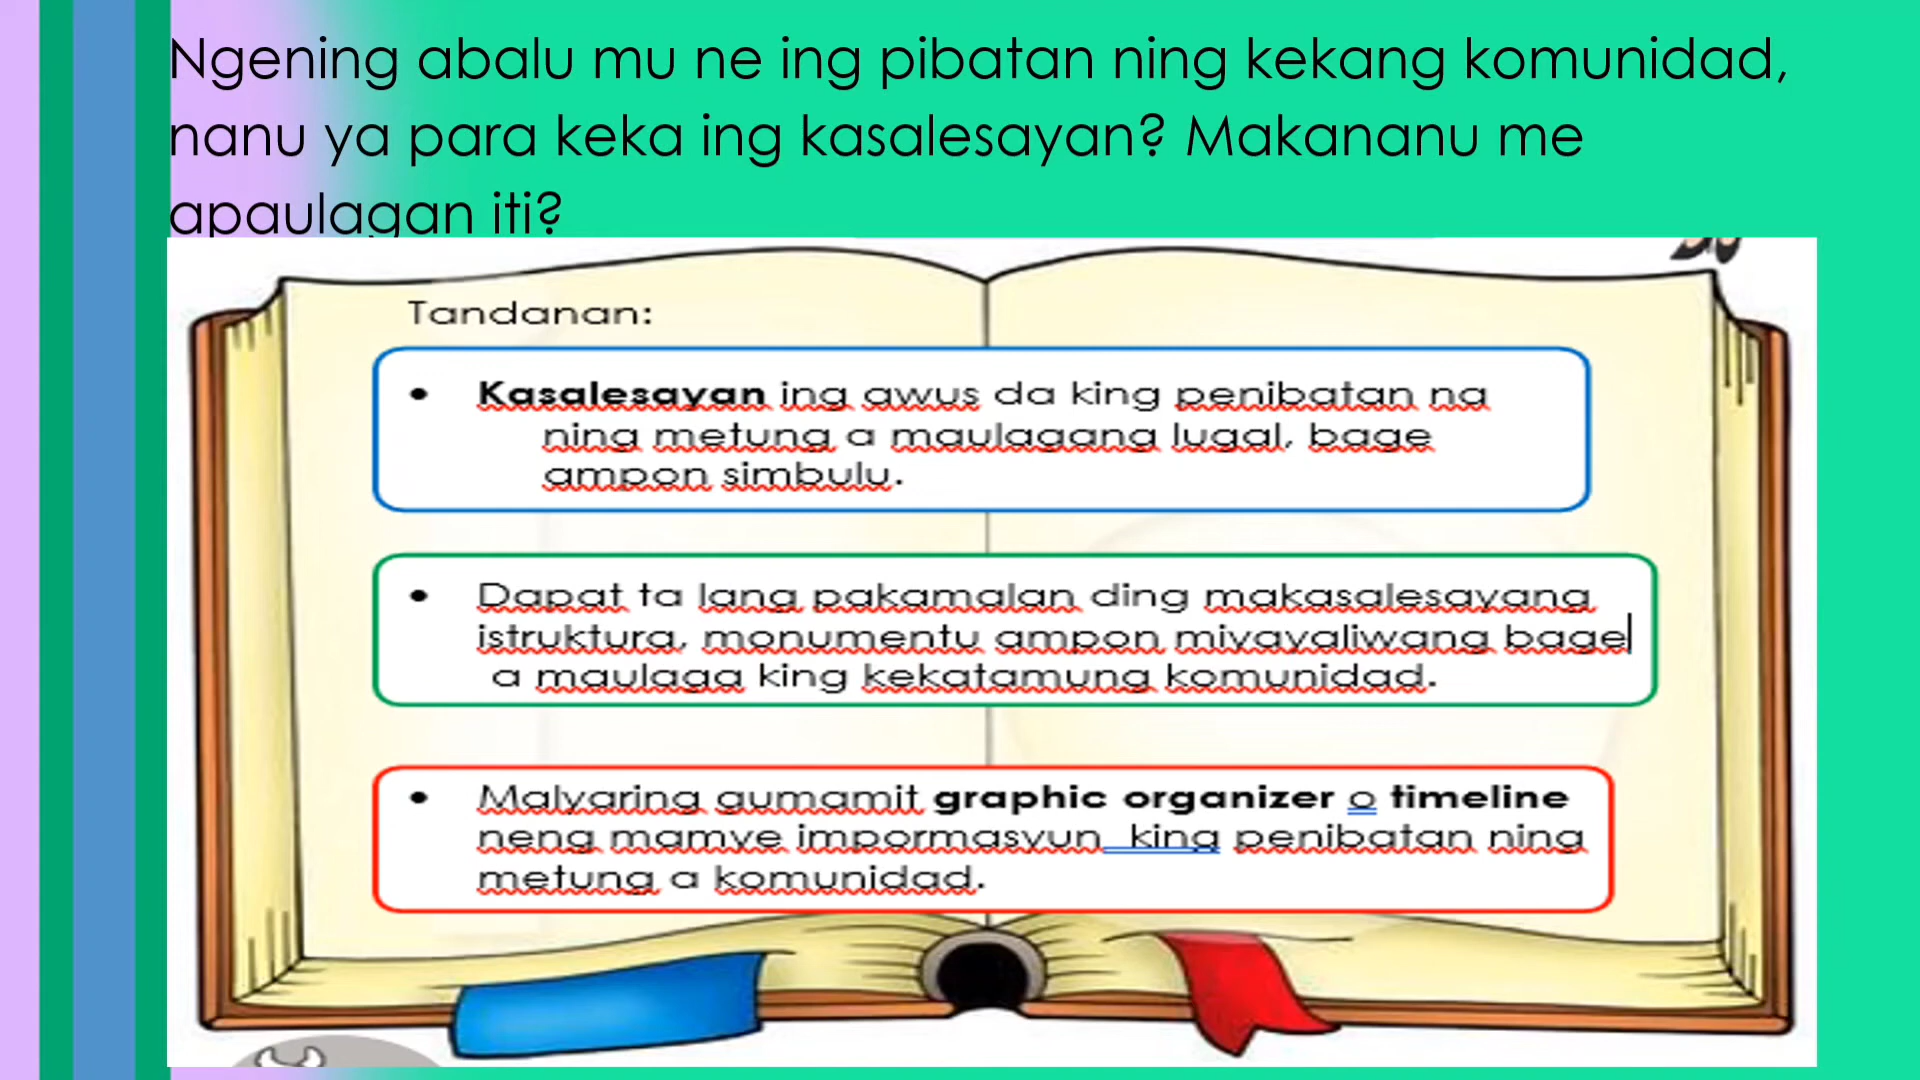 Ngening abalu mu ne ing pibatan ning kekang komunidad,
nanu ya para keka ing kasalesayan? Makananu me
apaulagan iti?
Tandanan:
• Kasalesayan ing awus da king penibatan na
ning metung a maulagang lugal, bage
ampon simbulu.
• Dapat ta lang pakamalan ding makasalesayang
istruktura, monumentu ampon miyayaliwang bage
a maulaga king kekatamung komunidad.
• Malyaring gumamit graphic organizer o timeline
neng mamye impormasyun king penibatan ning
metung a komunidad.